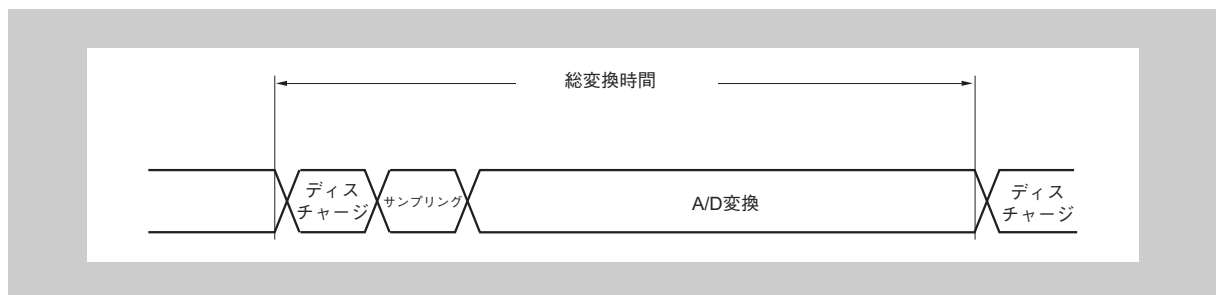 総変換時間
ディス
チャージ
サンプリング
A/D変換
ディス
チャージ